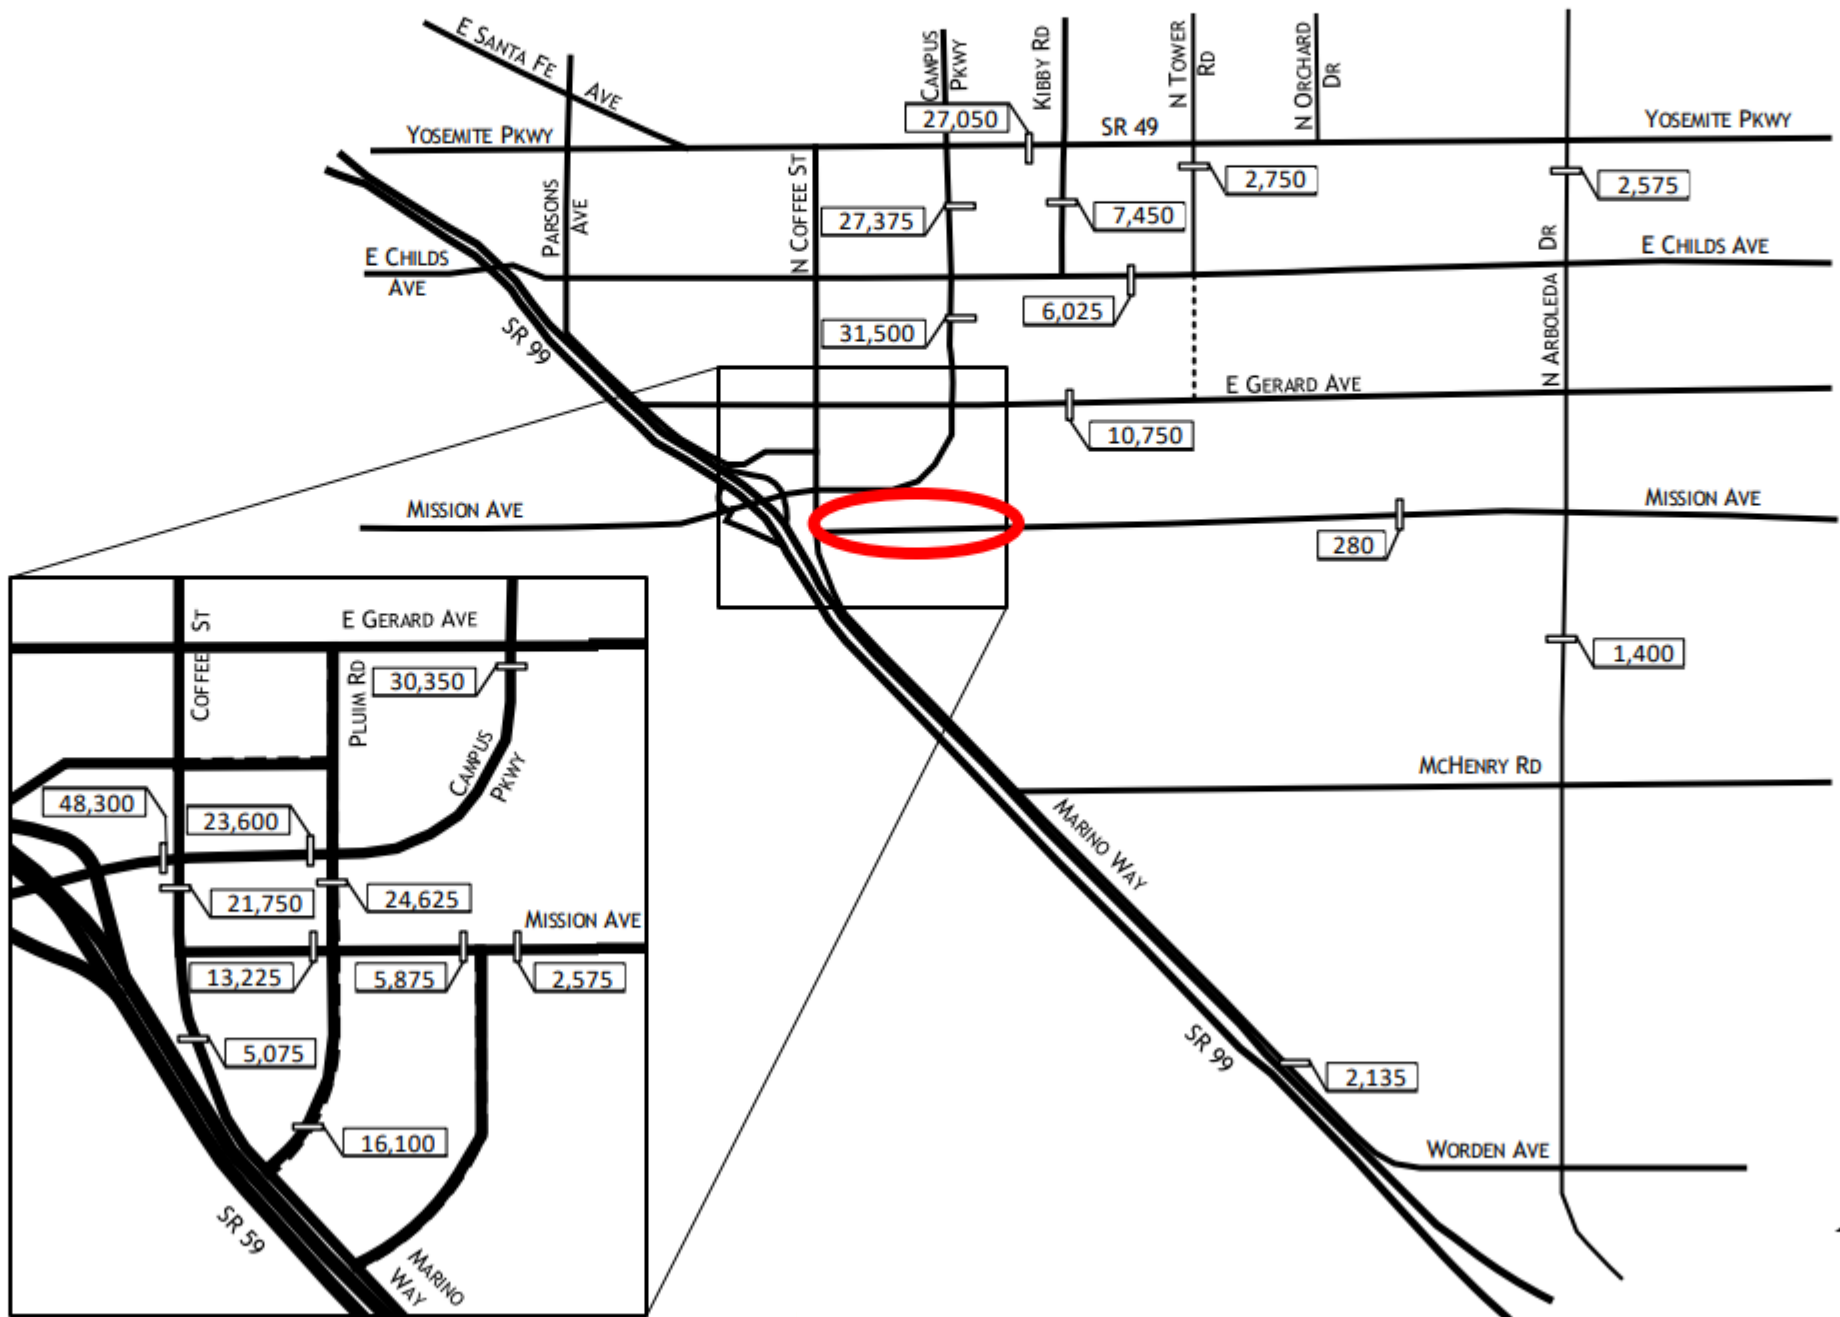 E SANTA FE
AVE
CAMPUS
PKWY
KIBBY RD
N TOWER
RD
N ORCHARD
DR
27,050
YOSEMITE PKWY
SR 49
YOSEMITE PKWY
PARSONS
AVE
N COFFEE ST
2,750
2,575
27,375
7,450
E CHILDS
AVE
DR
E CHILDS AVE
6,025
SR 99
31,500
N ARBOLEDA
E GERARD AVE
10,750
MISSION AVE
MISSION AVE
280
COFFEE ST
E GERARD AVE
PLUIM RD
30,350
CAMPUS
PKWY
48,300
23,600
21,750
24,625
MISSION AVE
13,225
5,875
2,575
5,075
16,100
SR 59
MARINO
WAY
1,400
MCHENRY RD
MARINO WAY
SR 99
2,135
WORDEN AVE